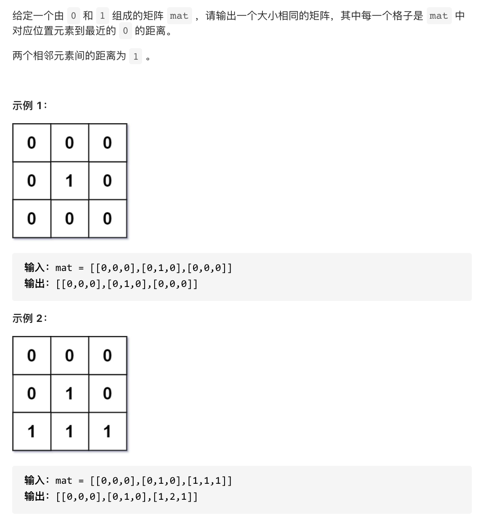 给定一个由 0 和 1 组成的矩阵 mat ，请输出一个大小相同的矩阵，其中每一个格子是 mat 中
对应位置元素到最近的 0 的距离。
两个相邻元素间的距离为 1 。
示例 1：
0 0 0
0 1 0
0 0 0
输入：mat = [[0,0,0],[0,1,0],[0,0,0]]
输出：[[0,0,0],[0,1,0],[0,0,0]]
示例 2：
0 0 0
0 1 0
1 1 1
输入：mat = [[0,0,0],[0,1,0],[1,1,1]]
输出：[[0,0,0],[0,1,0],[1,2,1]]